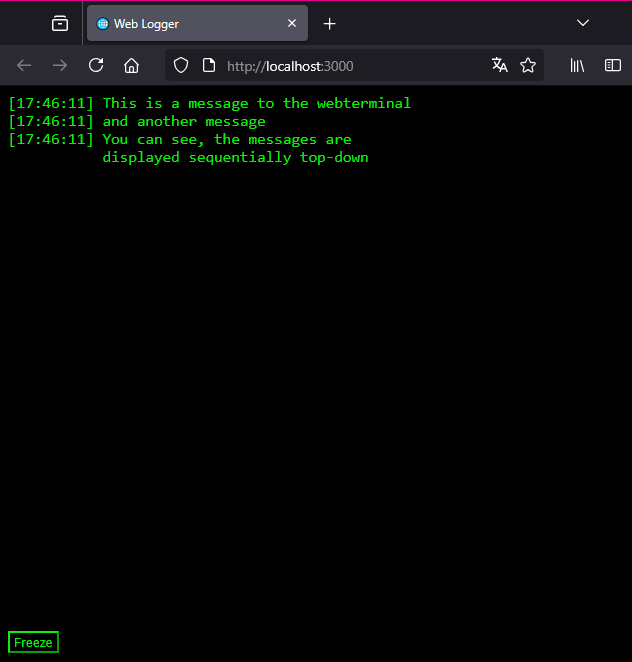 Web Logger
http://localhost:3000
[17:46:11] This is a message to the webterminal
[17:46:11] and another message
[17:46:11] You can see, the messages are
displayed sequentially top-down
Freeze